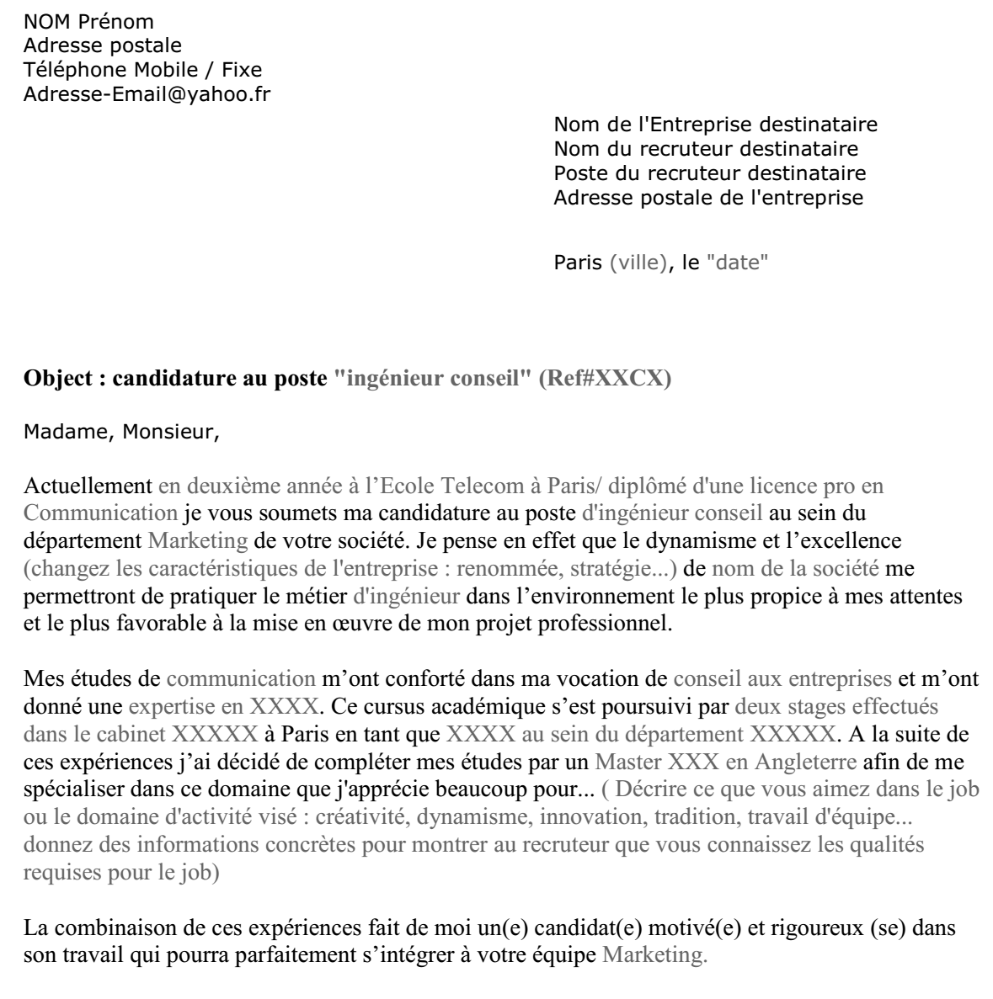 NOM Prénom
Adresse postale
Téléphone Mobile / Fixe
Adresse-Email@yahoo.fr
Nom de l'Entreprise destinataire
Nom du recruteur destinataire
Poste du recruteur destinataire
Adresse postale de l'entreprise
Paris (ville), le "date"
Object : candidature au poste "ingénieur conseil" (Ref#XXCX)
Madame, Monsieur,
Actuellement en deuxième année à l’Ecole Telecom à Paris/ diplômé d'une licence pro en
Communication je vous soumets ma candidature au poste d'ingénieur conseil au sein du
département Marketing de votre société. Je pense en effet que le dynamisme et l’excellence
(changez les caractéristiques de l'entreprise : renommée, stratégie...) de nom de la société me
permettront de pratiquer le métier d'ingénieur dans l’environnement le plus propice à mes attentes
et le plus favorable à la mise en œuvre de mon projet professionnel.
Mes études de communication m’ont conforté dans ma vocation de conseil aux entreprises et m’ont
donné une expertise en XXXX. Ce cursus académique s’est poursuivi par deux stages effectués
dans le cabinet XXXXX à Paris en tant que XXXX au sein du département XXXXX. A la suite de
ces expériences j’ai décidé de compléter mes études par un Master XXX en Angleterre afin de me
spécialiser dans ce domaine que j'apprécie beaucoup pour... ( Décrire ce que vous aimez dans le job
ou le domaine d'activité visé : créativité, dynamisme, innovation, tradition, travail d'équipe...
donnez des informations concrètes pour montrer au recruteur que vous connaissez les qualités
requises pour le job)
La combinaison de ces expériences fait de moi un(e) candidat(e) motivé(e) et rigoureux (se) dans
son travail qui pourra parfaitement s’intégrer à votre équipe Marketing.